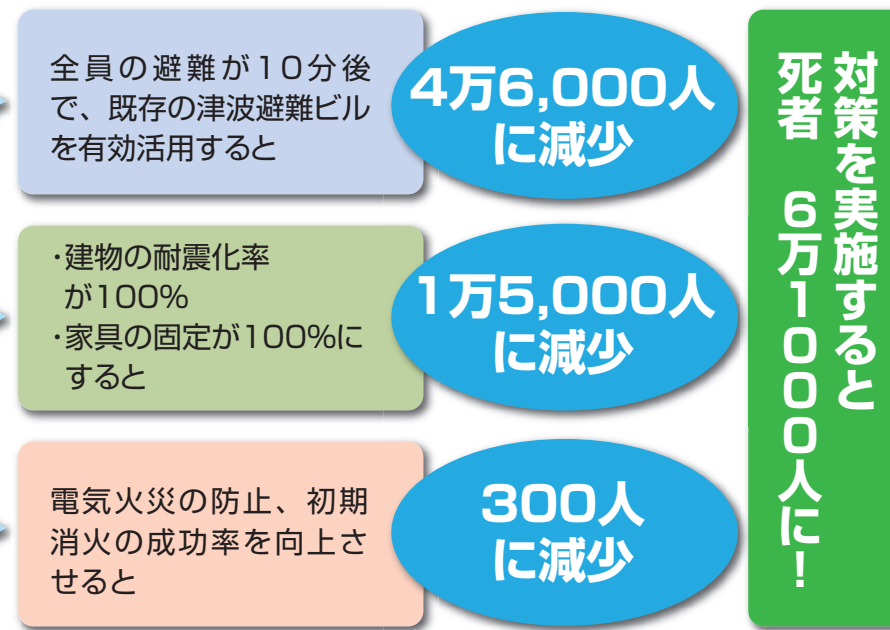 全員の避難が10分後
で、既存の津波避難ビル
を有効活用すると
4万6,000人
に減少
・建物の耐震化率
が100%
・家具の固定が100%に
すると
1万5,000人
に減少
電気火災の防止、初期
消火の成功率を向上さ
せると
300人
に減少
対策を実施すると
死者 6万1000人に!